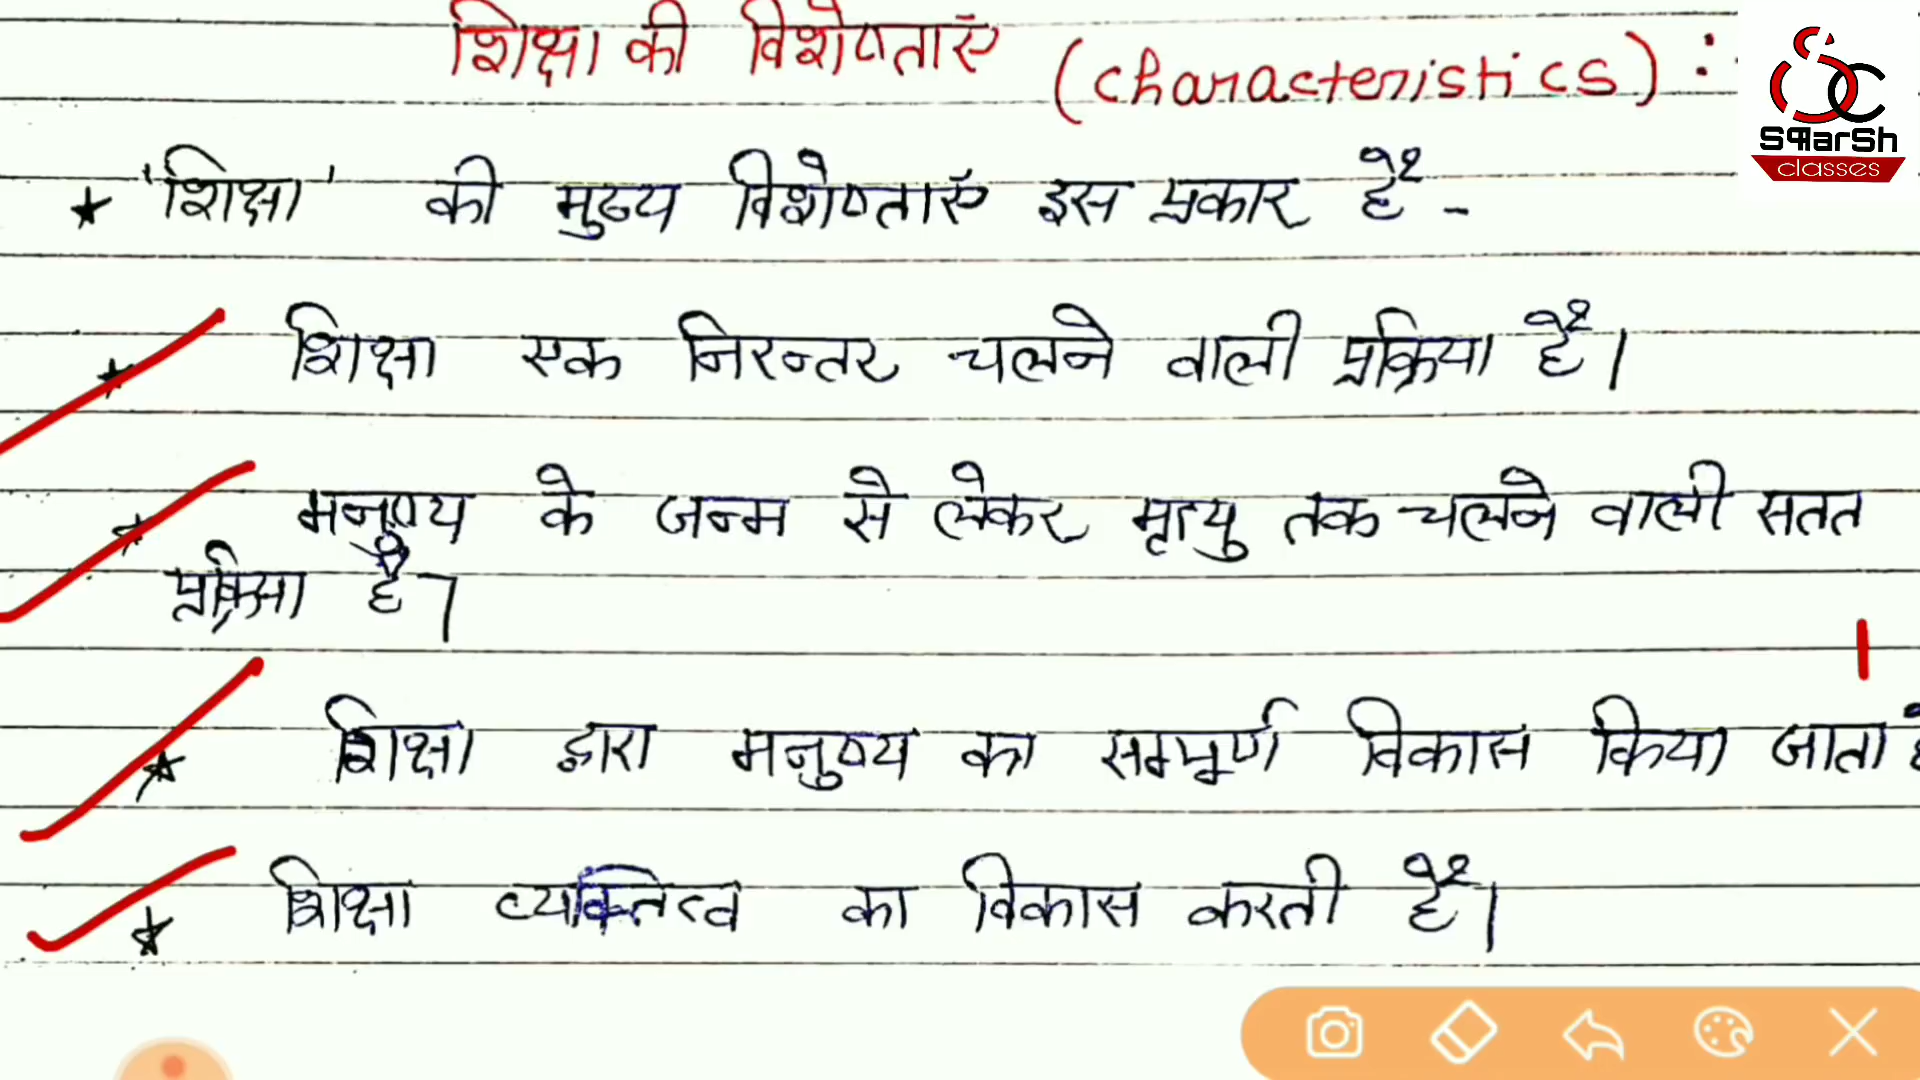 शिक्षा की विशेषताएँ (Characteristics) :
SपarSh
classes
★ 'शिक्षा' की मुख्य विशेषताएँ इस प्रकार हैं -
★ शिक्षा एक निरन्तर चलने वाली प्रक्रिया हैं।
★ मनुष्य के जन्म से लेकर मृत्यु तक चलने वाली सतत
प्रक्रिया है।
★ शिक्षा द्वारा मनुष्य का सम्पूर्ण विकास किया जाता
★ शिक्षा व्यक्तित्व का विकास करती हैं।